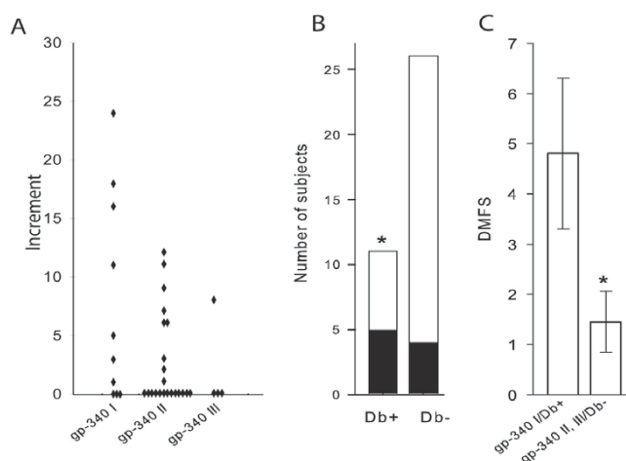 A
Increment
30
25
20
15
10
5
0
gp-340 I
gp-340 II
gp-340 III
B
Number of subjects
25
20
15
10
5
0
*
Db+
Db-
C
DMFS
7
6
5
4
3
2
1
0
*
gp-340 I/Db+
gp-340 II, III/Db-